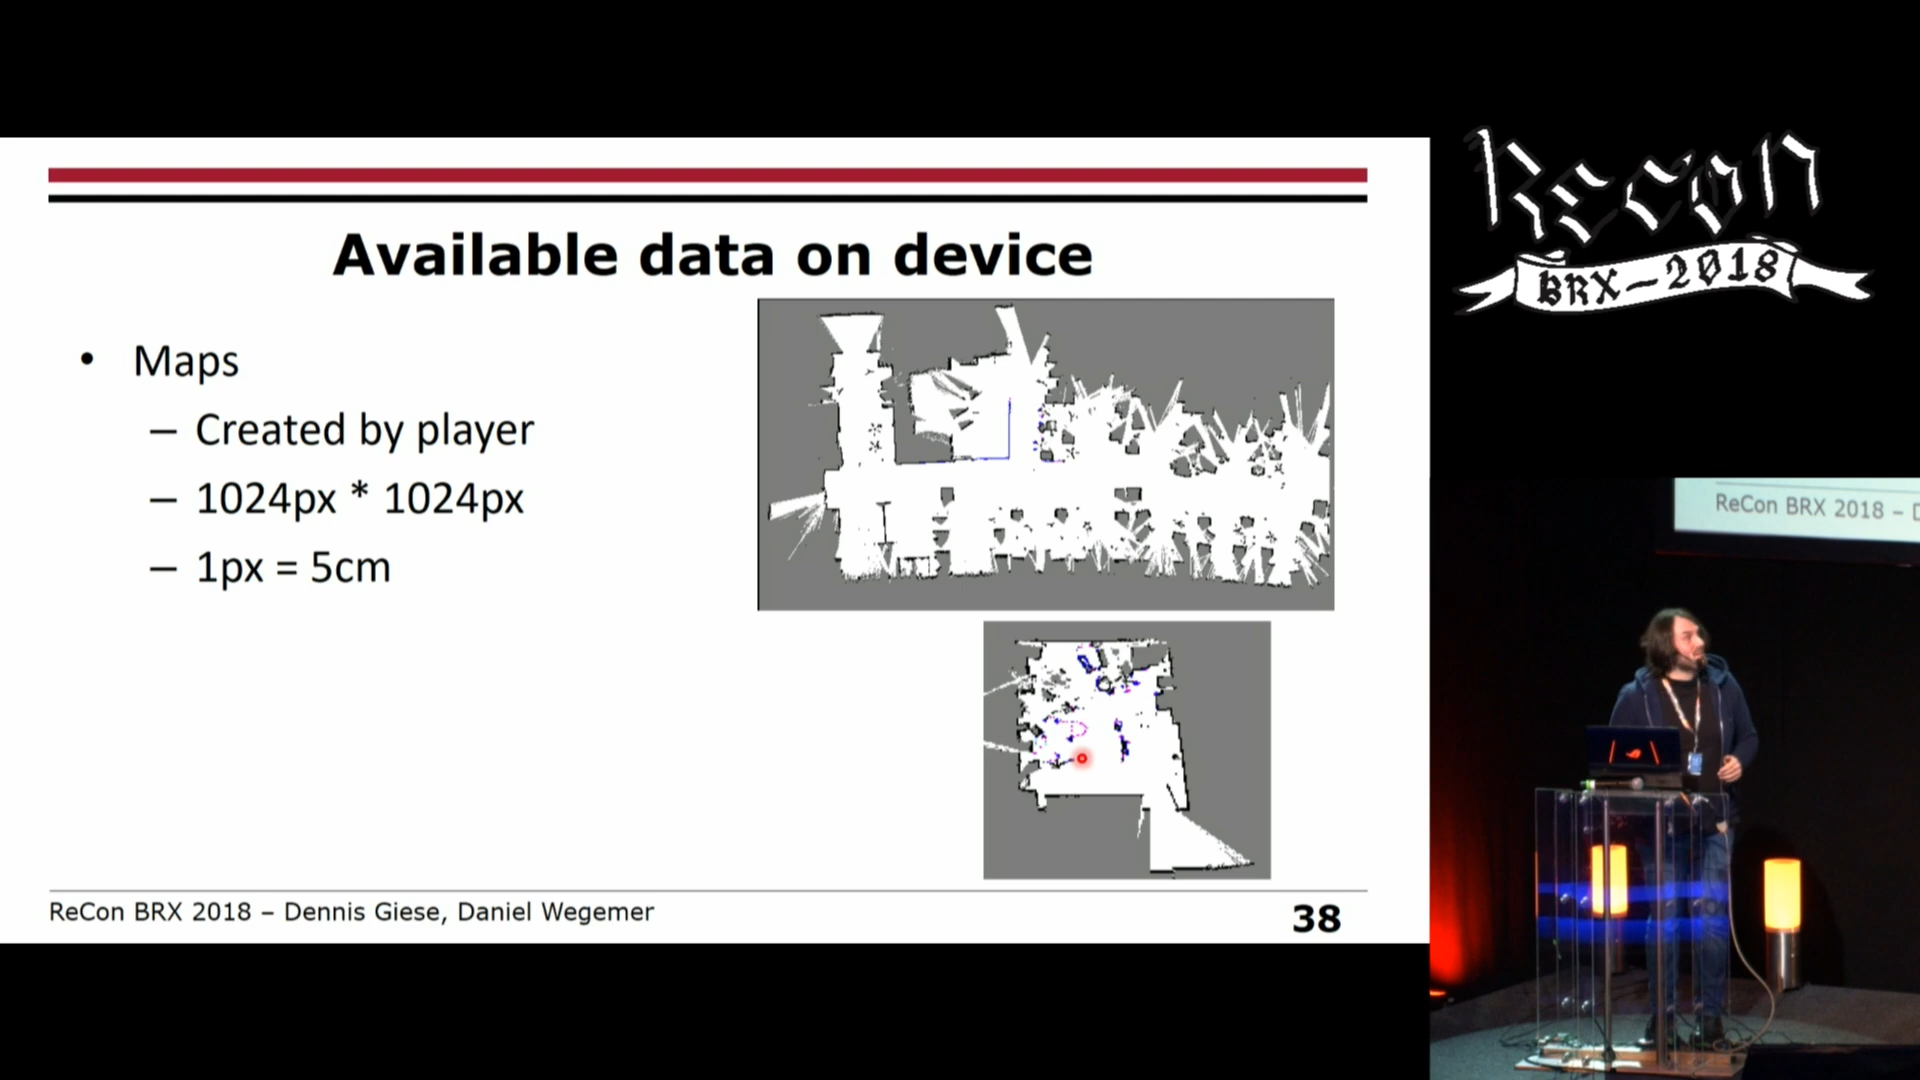 Available data on device
• Maps
– Created by player
– 1024px * 1024px
– 1px = 5cm
ReCon BRX 2018 – Dennis Giese, Daniel Wegemer
38
Recon
BRX-2018
ReCon BRX 2018 – D